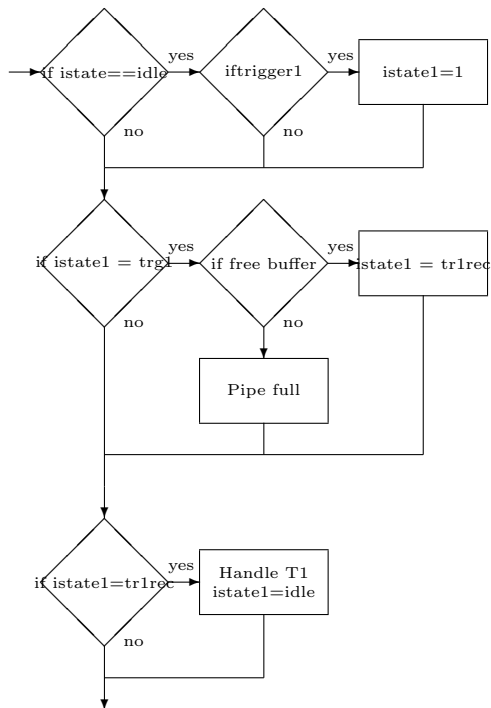 yes
yes
if istate==idle
iftrigger1
istate1=1
no
no
yes
yes
if istate1 = trg1
if free buffer
istate1 = tr1rec
no
no
Pipe full
yes
if istate1=tr1rec
Handle T1
istate1=idle
no